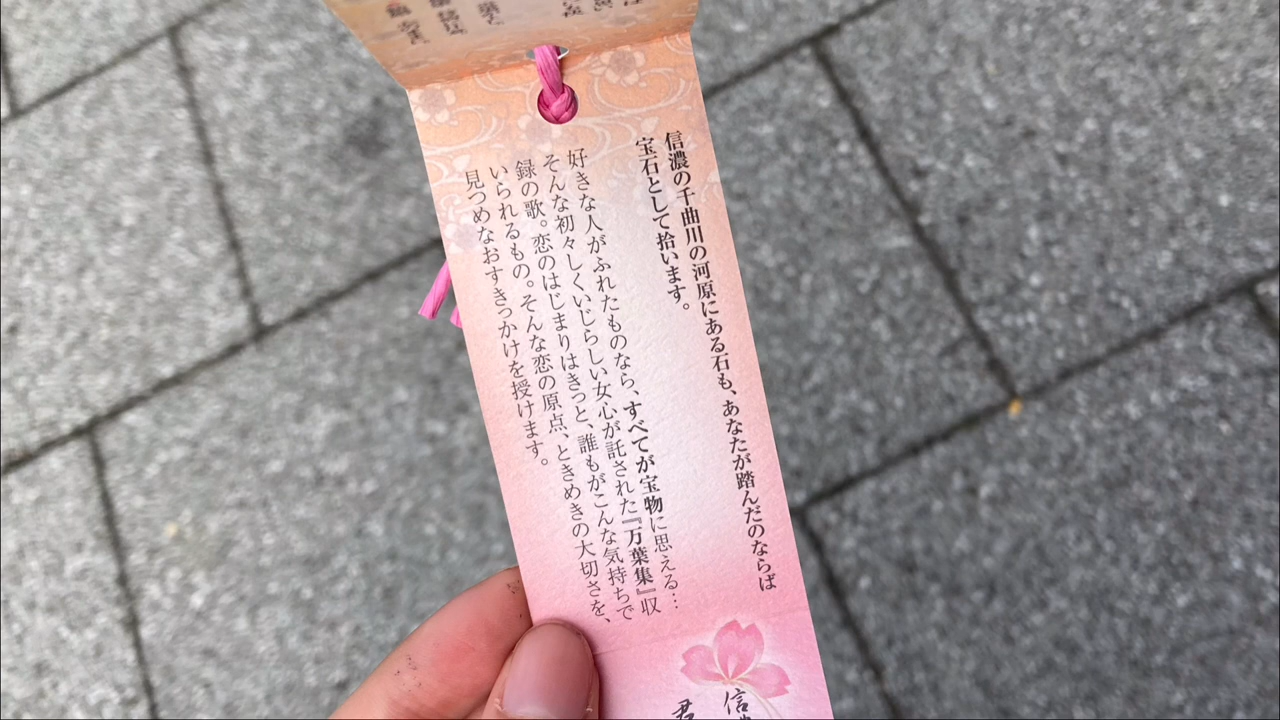 信濃の千曲川の河原にある石も、あなたが踏んだのならば
宝石として拾います。
好きな人がふれたものなら、すべてが宝物に思える…
そんな初々しくいじらしい女心が託された『万葉集』収
録の歌。恋のはじまりはきっと、誰もがこんな気持ちで
いられるもの。そんな恋の原点、ときめきの大切さを、
見つめなおすきっかけを授けます。
信
君